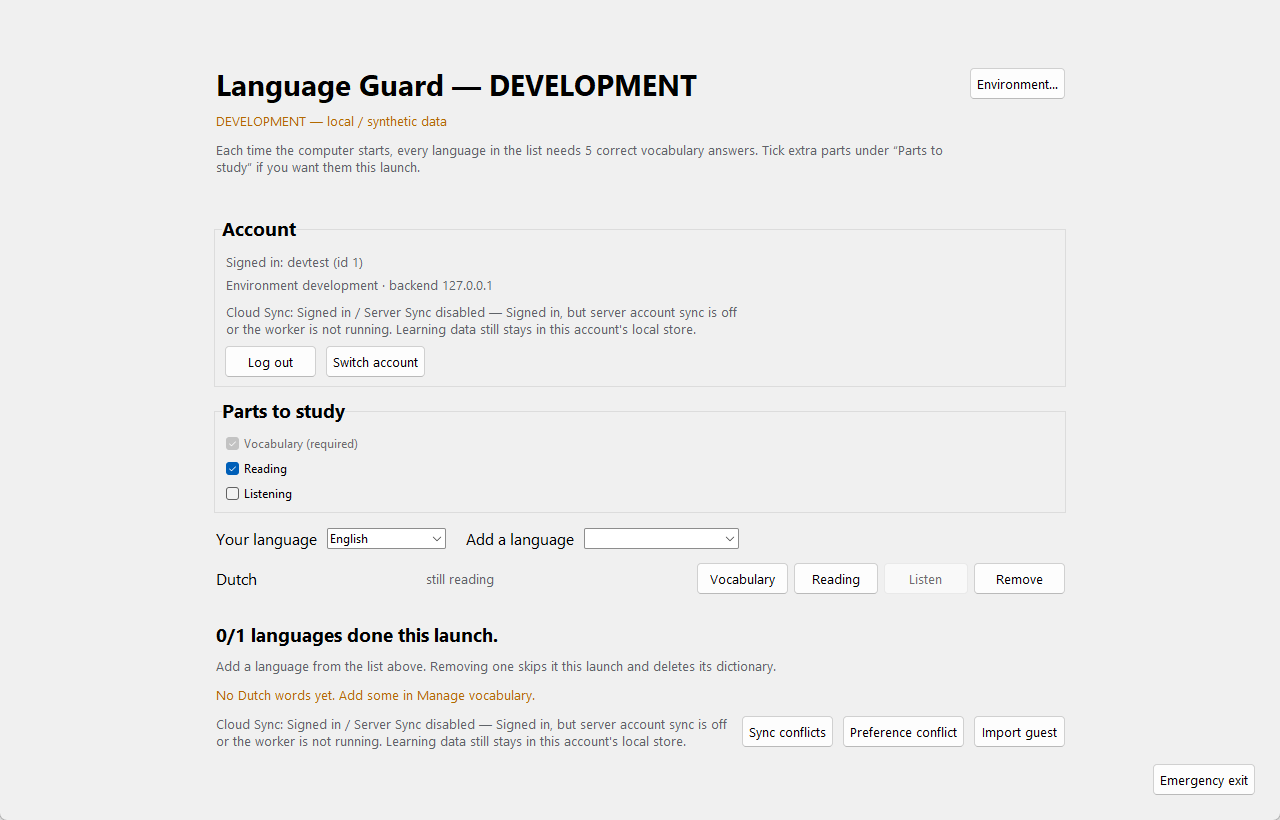 Language Guard — DEVELOPMENT
Environment...
DEVELOPMENT — local / synthetic data
Each time the computer starts, every language in the list needs 5 correct vocabulary answers. Tick extra parts under “Parts to
study” if you want them this launch.
Account
Signed in: devtest (id 1)
Environment development · backend 127.0.0.1
Cloud Sync: Signed in / Server Sync disabled — Signed in, but server account sync is off
or the worker is not running. Learning data still stays in this account's local store.
Log out Switch account
Parts to study
Vocabulary (required)
Reading
Listening
Your language English Add a language
Dutch still reading Vocabulary Reading Listen Remove
0/1 languages done this launch.
Add a language from the list above. Removing one skips it this launch and deletes its dictionary.
No Dutch words yet. Add some in Manage vocabulary.
Cloud Sync: Signed in / Server Sync disabled — Signed in, but server account sync is off
or the worker is not running. Learning data still stays in this account's local store.
Sync conflicts Preference conflict Import guest
Emergency exit